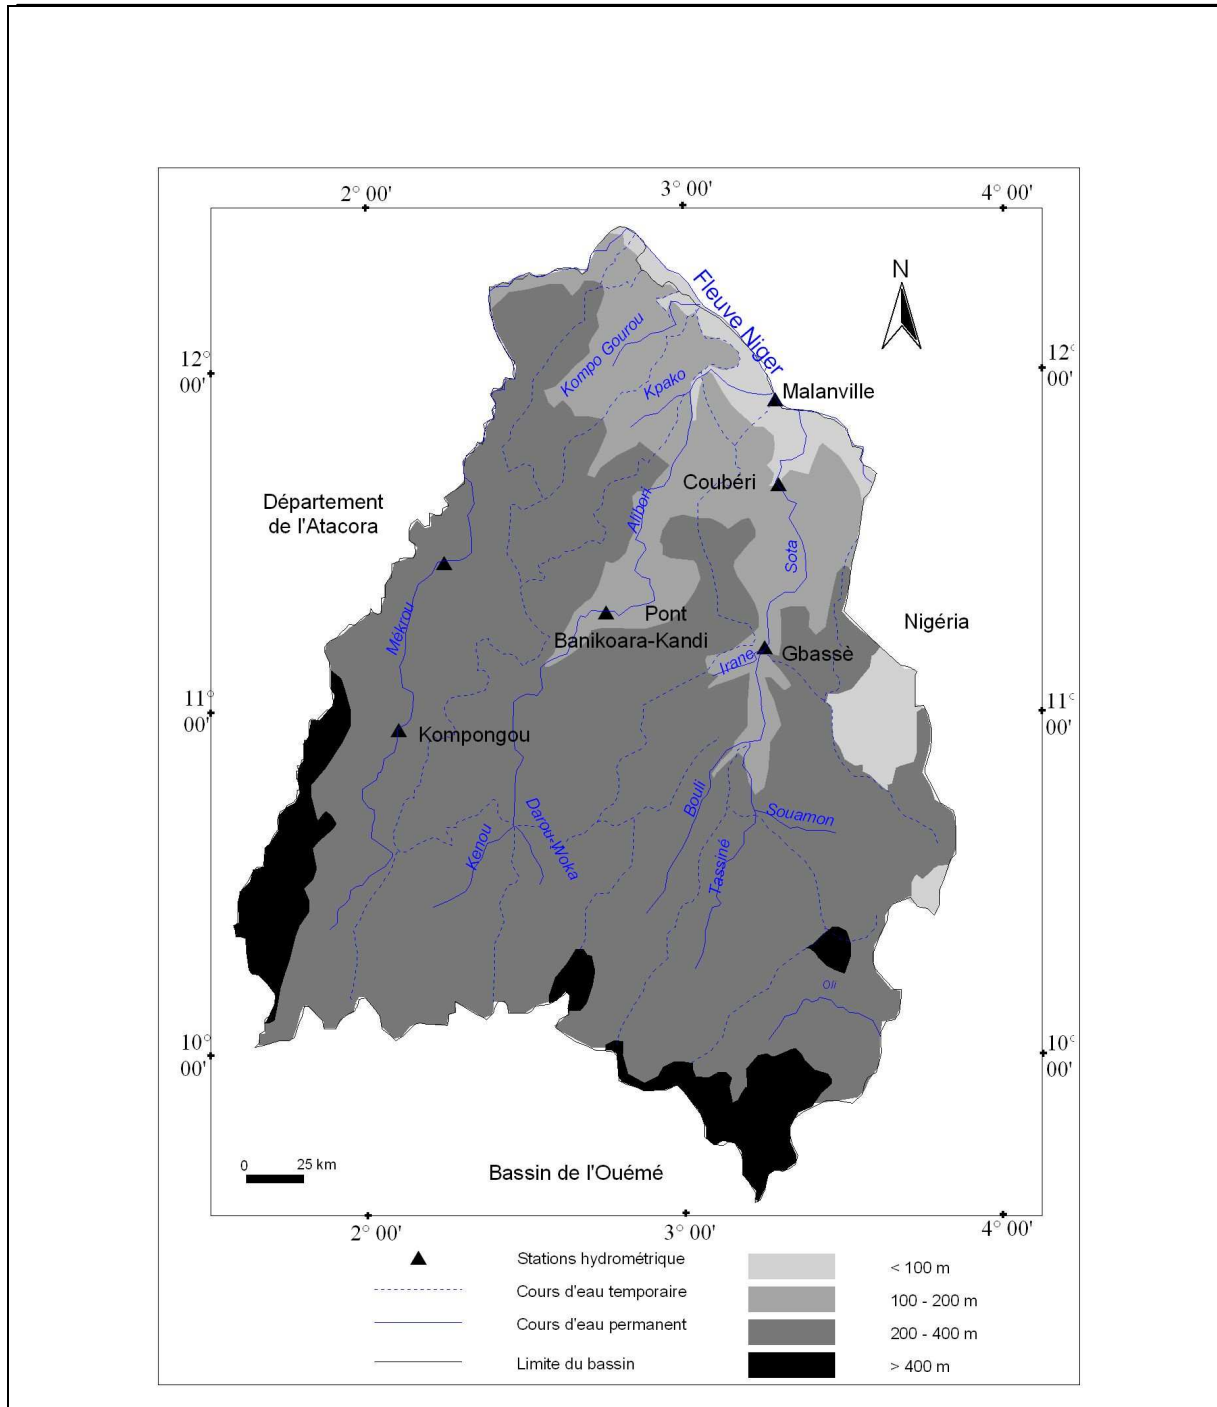 2° 00'
3° 00'
4° 00'
N
Fleuve Niger
Kompo Gourou
12°
00'
12°
00'
Kpako
Malanville
Coubéri
Alibori
Département
de l'Atacora
Sota
Mékrou
Pont
Banikoara-Kandi
Nigéria
Irane
Gbassè
11°
00'
11°
00'
Kompongou
Bouli
Souamon
Darou-Woka
Kenou
Tassiné
Oli
10°
00'
10°
00'
0 25 km
Bassin de l'Ouémé
2° 00'
3° 00'
4° 00'
Stations hydrométrique
< 100 m
Cours d'eau temporaire
100 - 200 m
Cours d'eau permanent
200 - 400 m
Limite du bassin
> 400 m